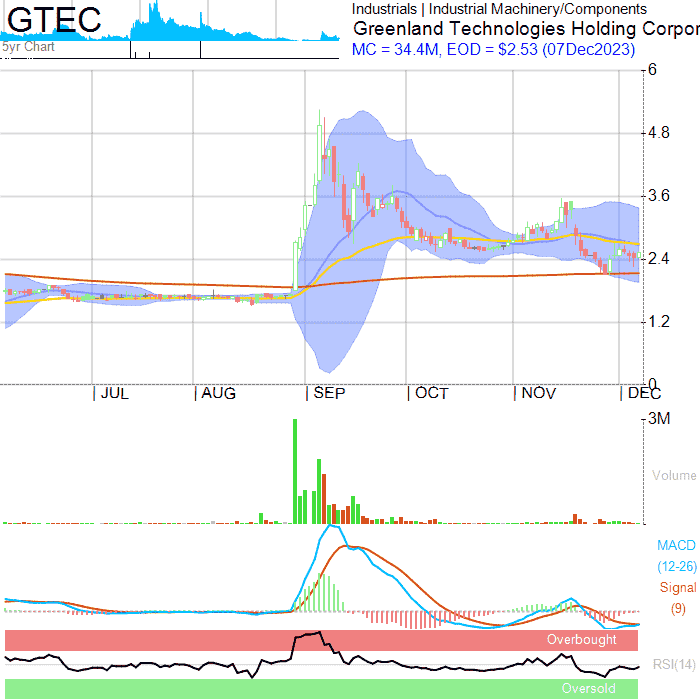 GTEC
5yr Chart
Industrials | Industrial Machinery/Components
Greenland Technologies Holding Corpor
MC = 34.4M, EOD = $2.53 (07Dec2023)
6
4.8
3.6
2.4
1.2
0
JUL
AUG
SEP
OCT
NOV
DEC
3M
Volume
MACD
(12-26)
Signal
(9)
Overbought
RSI(14)
Oversold